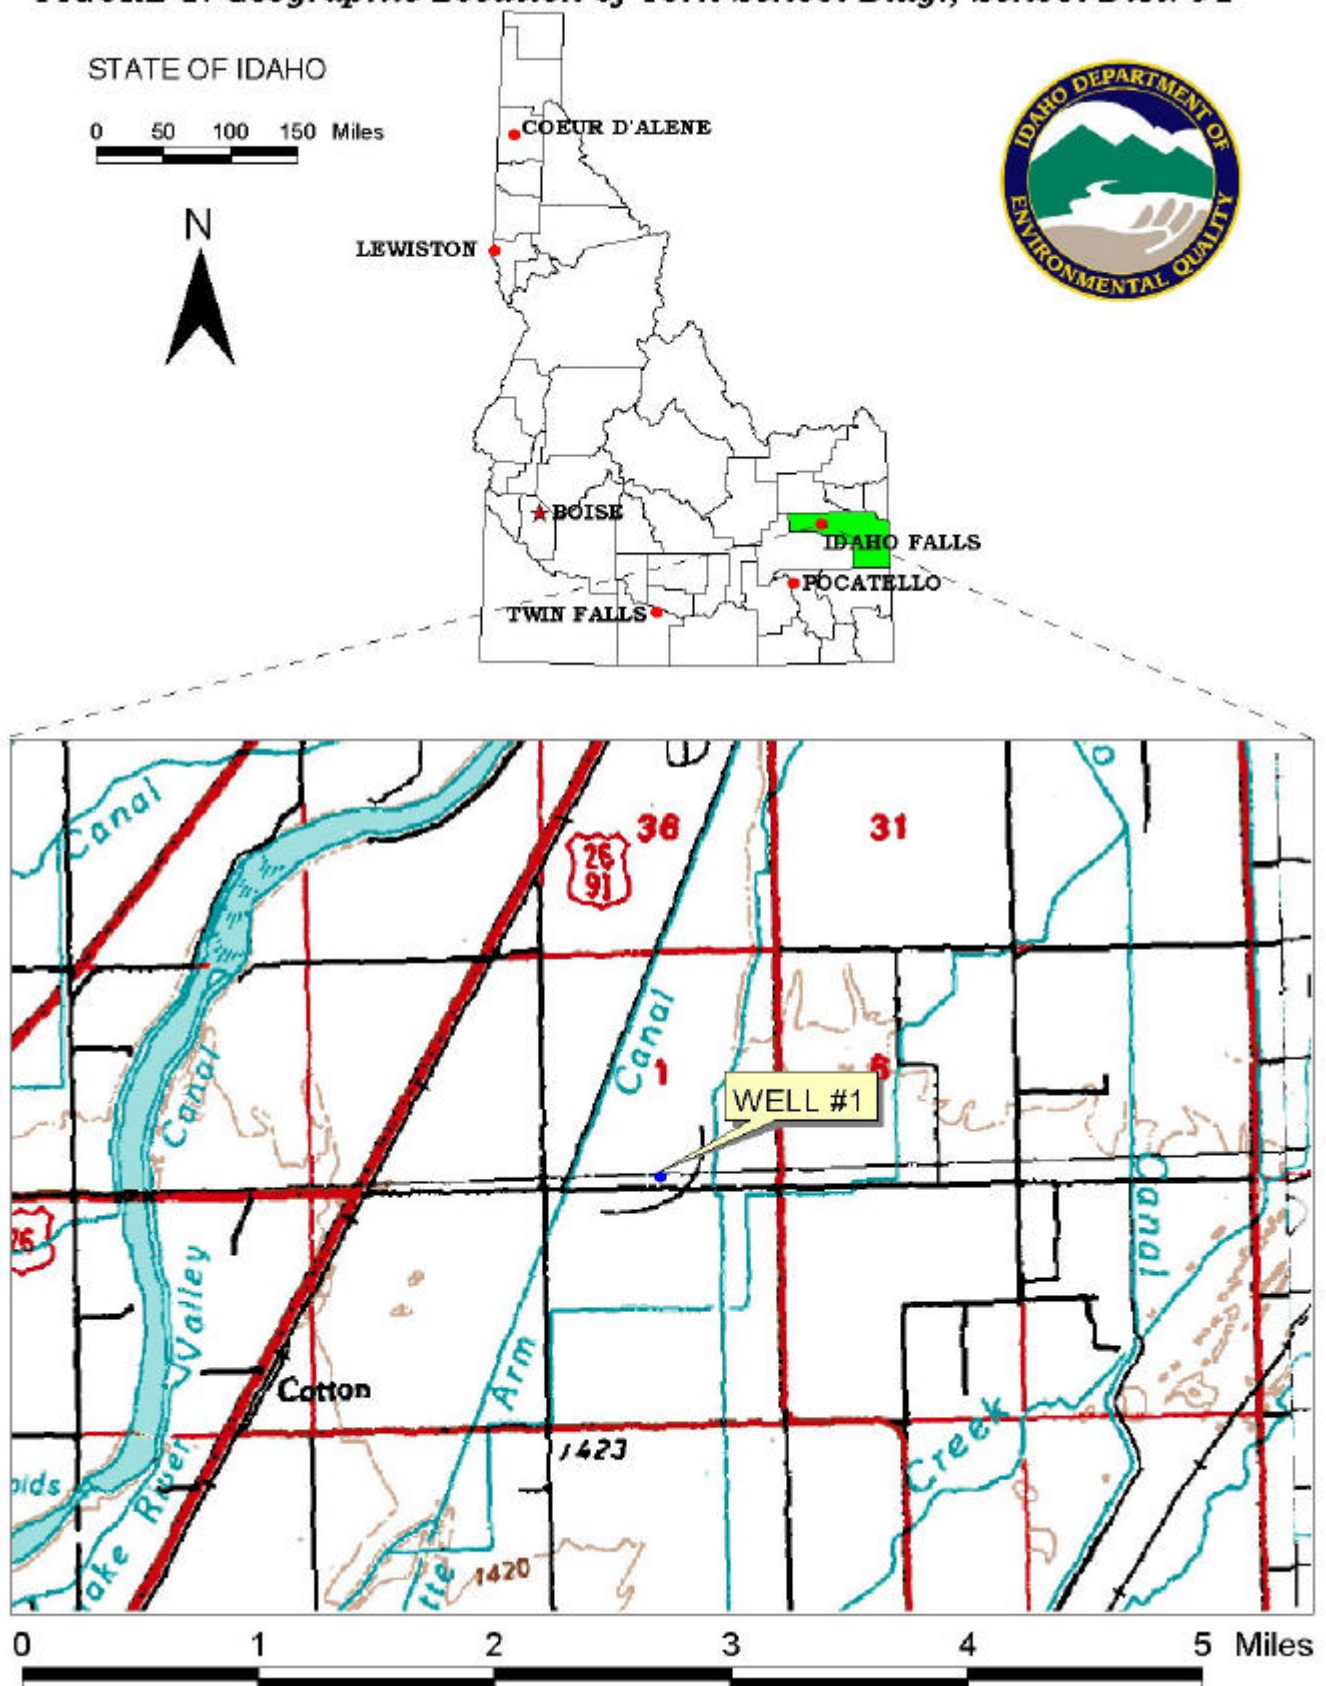 STATE OF IDAHO
0 50 100 150 Miles
N
COEUR D'ALENE
LEWISTON
BOISE
IDAHO FALLS
POCATELLO
TWIN FALLS
IDAHO DEPARTMENT OF
ENVIRONMENTAL QUALITY
Canal
36
31
26
91
Canal
Canal
1
6
WELL #1
26
Canal
Valley
Arm
Cotton
Creek
1423
River
1420
0 1 2 3 4 5 Miles